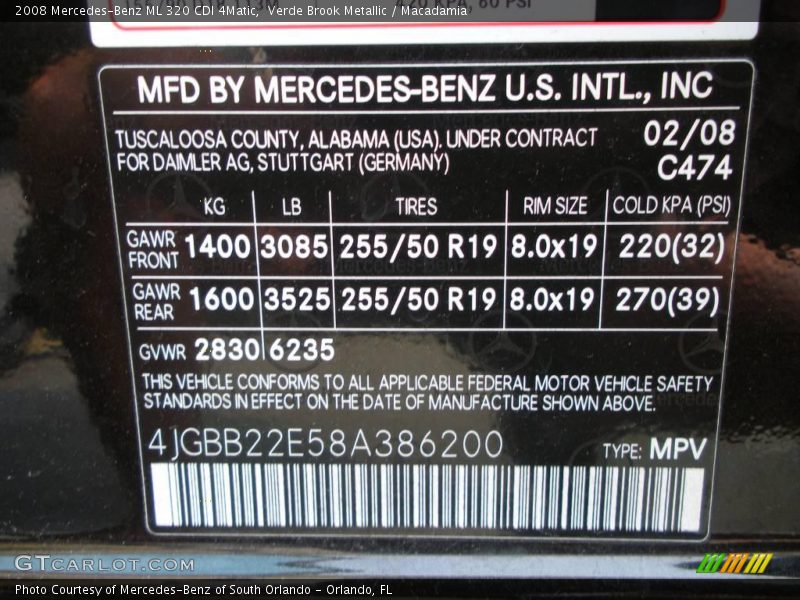 2008 Mercedes-Benz ML 320 CDI 4Matic,  Verde Brook Metallic / Macadamia
MFD BY MERCEDES-BENZ U.S. INTL., INC
TUSCALOOSA COUNTY, ALABAMA (USA). UNDER CONTRACT 02/08
FOR DAIMLER AG, STUTTGART (GERMANY) C474
KG LB TIRES RIM SIZE COLD KPA (PSI)
GAWR FRONT 1400 3085 255/50 R19 8.0x19 220(32)
GAWR REAR 1600 3525 255/50 R19 8.0x19 270(39)
GVWR 2830 6235
THIS VEHICLE CONFORMS TO ALL APPLICABLE FEDERAL MOTOR VEHICLE SAFETY
STANDARDS IN EFFECT ON THE DATE OF MANUFACTURE SHOWN ABOVE.
4JGBB22E58A386200 TYPE: MPV
GTCARLOT.COM
Photo Courtesy of Mercedes-Benz of South Orlando - Orlando, FL